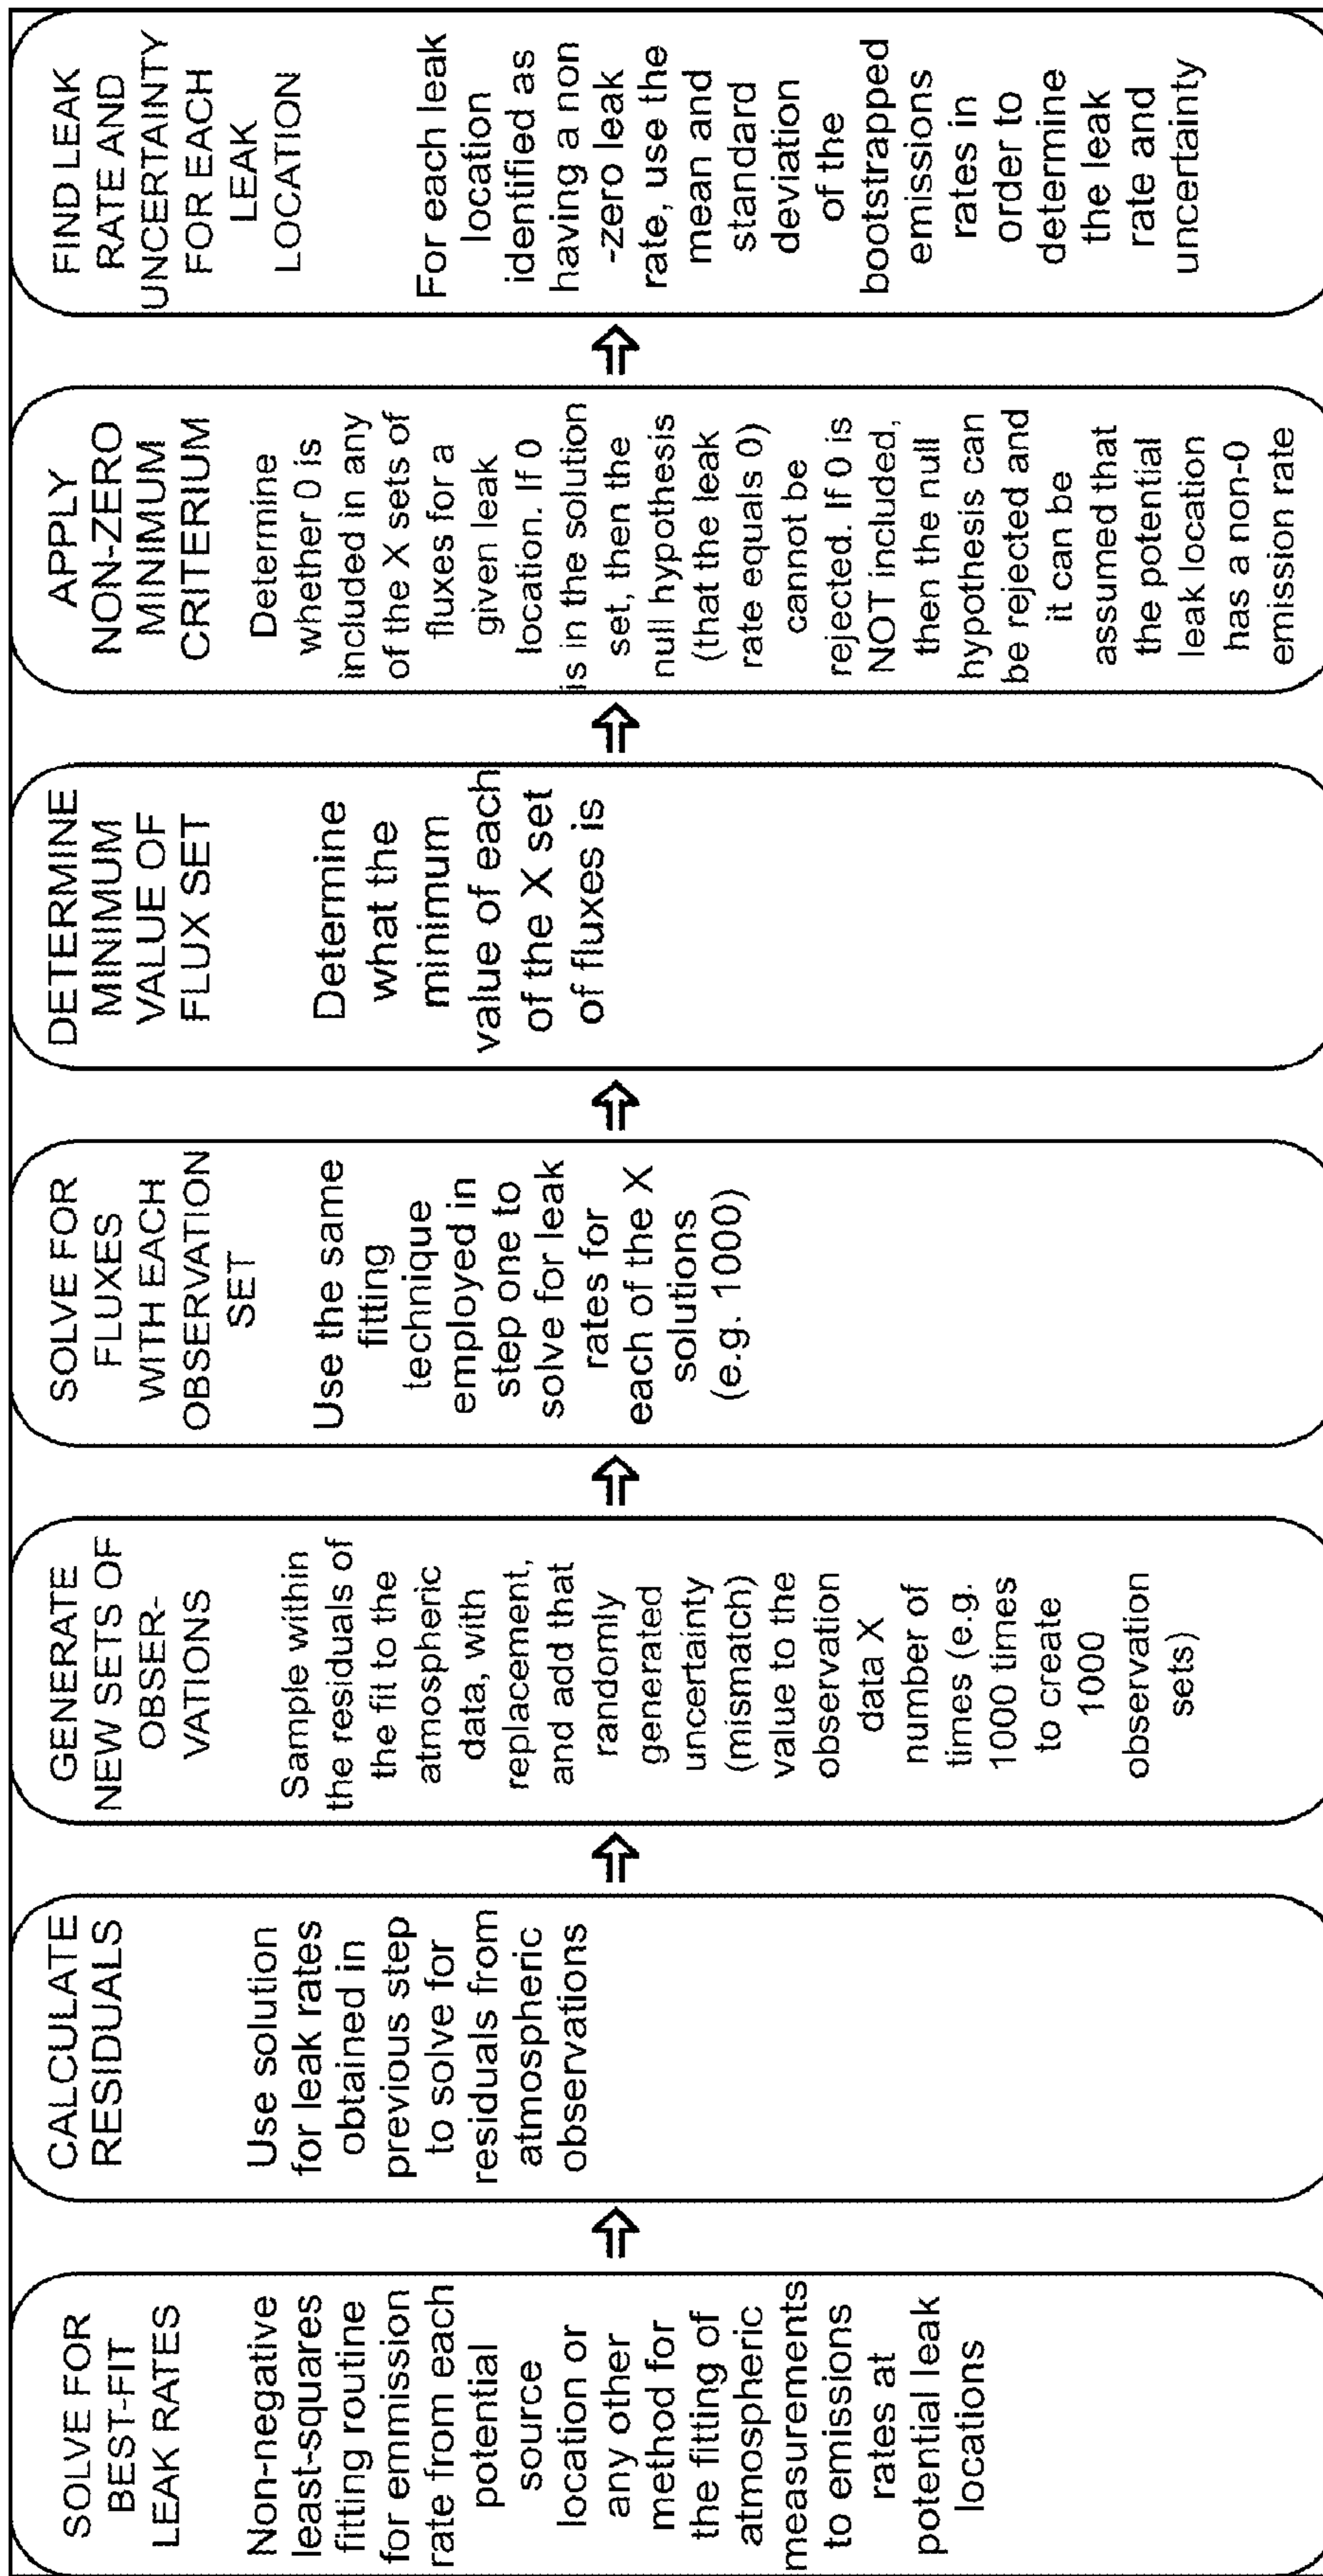 SOLVE FOR
BEST-FIT
LEAK RATES
Non-negative
least-squares
fitting routine
for emmission
rate from each
potential
source
location or
any other
method for
the fitting of
atmospheric
measurements
to emissions
rates at
potential leak
locations
CALCULATE
RESIDUALS
Use solution
for leak rates
obtained in
previous step
to solve for
residuals from
atmospheric
observations
GENERATE
NEW SETS OF
OBSER-
VATIONS
Sample within
the residuals of
the fit to the
atmospheric
data, with
replacement,
and add that
randomly
generated
uncertainty
(mismatch)
value to the
observation
data X
number of
times (e.g.
1000 times
to create
1000
observation
sets)
SOLVE FOR
FLUXES
WITH EACH
OBSERVATION
SET
Use the same
fitting
technique
employed in
step one to
solve for leak
rates for
each of the X
solutions
(e.g. 1000)
DETERMINE
MINIMUM
VALUE OF
FLUX SET
Determine
what the
minimum
value of each
of the X set
of fluxes is
APPLY
NON-ZERO
MINIMUM
CRITERIUM
Determine
whether 0 is
included in any
of the X sets of
fluxes for a
given leak
location. If 0
is in the solution
set, then the
null hypothesis
(that the leak
rate equals 0)
cannot be
rejected. If 0 is
NOT included,
then the null
hypothesis can
be rejected and
it can be
assumed that
the potential
leak location
has a non-0
emission rate
FIND LEAK
RATE AND
UNCERTAINTY
FOR EACH
LEAK
LOCATION
For each leak
location
identified as
having a non
-zero leak
rate, use the
mean and
standard
deviation
of the
bootstrapped
emissions
rates in
order to
determine
the leak
rate and
uncertainty